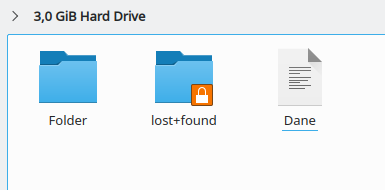 3,0 GiB Hard Drive
Folder
lost+found
Dane